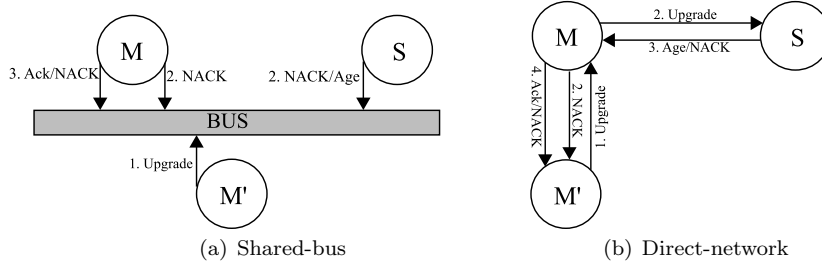 M
S
3. Ack/NACK
2. NACK
2. NACK/Age
BUS
1. Upgrade
M'
(a) Shared-bus
M
2. Upgrade
S
3. Age/NACK
4. Ack/NACK
2. NACK
1. Upgrade
M'
(b) Direct-network